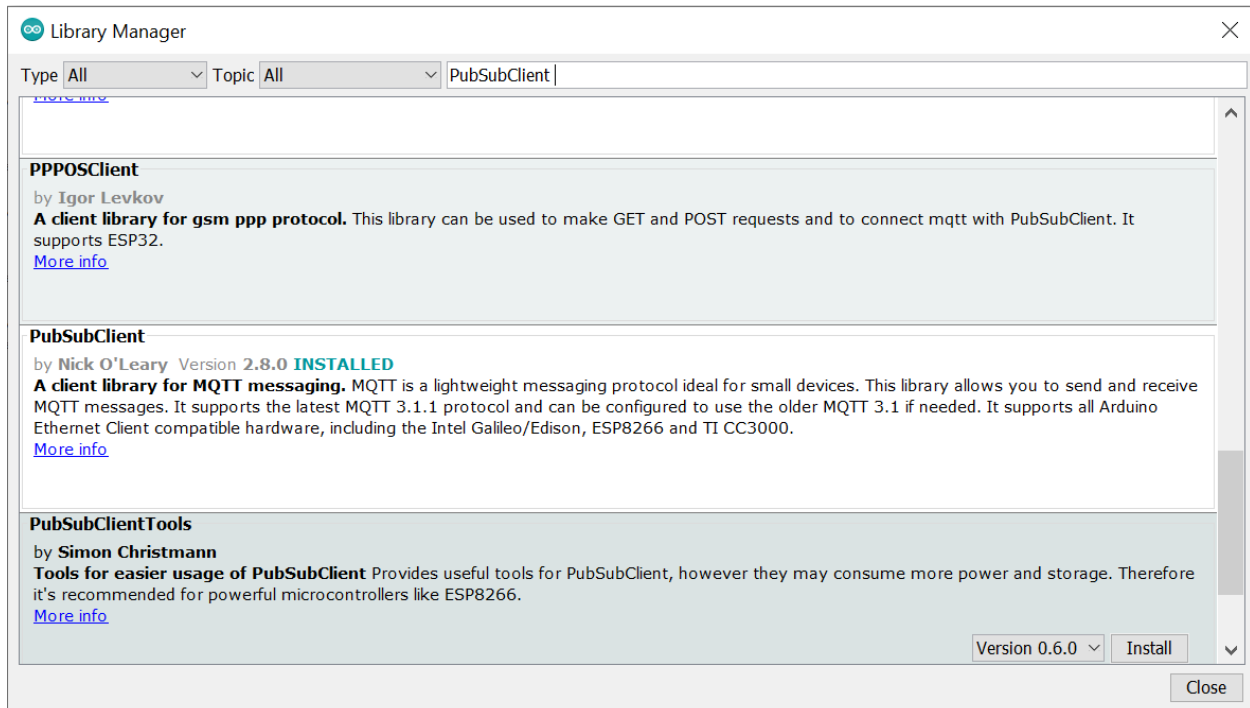 Library Manager
Type All Topic All PubSubClient
More info
PPPOSClient
by Igor Levkov
A client library for gsm ppp protocol. This library can be used to make GET and POST requests and to connect mqtt with PubSubClient. It
supports ESP32.
More info
PubSubClient
by Nick O'Leary Version 2.8.0 INSTALLED
A client library for MQTT messaging. MQTT is a lightweight messaging protocol ideal for small devices. This library allows you to send and receive
MQTT messages. It supports the latest MQTT 3.1.1 protocol and can be configured to use the older MQTT 3.1 if needed. It supports all Arduino
Ethernet Client compatible hardware, including the Intel Galileo/Edison, ESP8266 and TI CC3000.
More info
PubSubClientTools
by Simon Christmann
Tools for easier usage of PubSubClient Provides useful tools for PubSubClient, however they may consume more power and storage. Therefore
it's recommended for powerful microcontrollers like ESP8266.
More info
Version 0.6.0 Install
Close